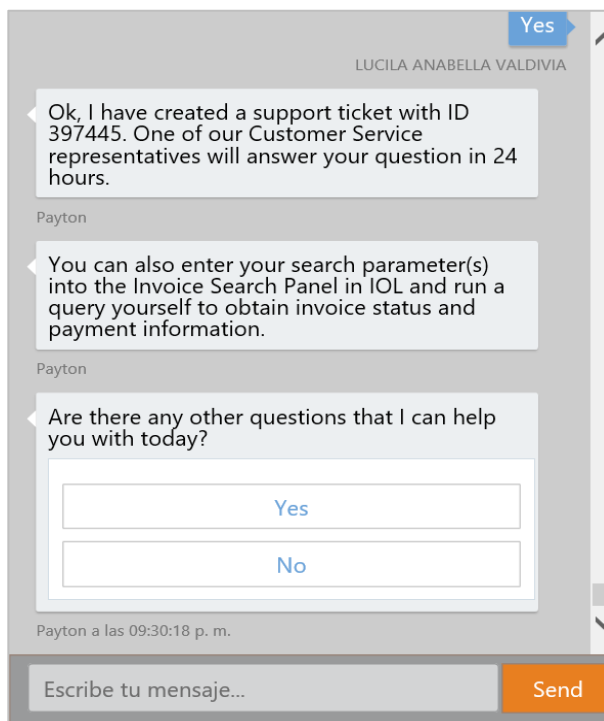 Yes
LUCILA ANABELLA VALDIVIA
Ok, I have created a support ticket with ID
397445. One of our Customer Service
representatives will answer your question in 24
hours.
Payton
You can also enter your search parameter(s)
into the Invoice Search Panel in IOL and run a
query yourself to obtain invoice status and
payment information.
Payton
Are there any other questions that I can help
you with today?
Yes
No
Payton a las 09:30:18 p. m.
Escribe tu mensaje...
Send